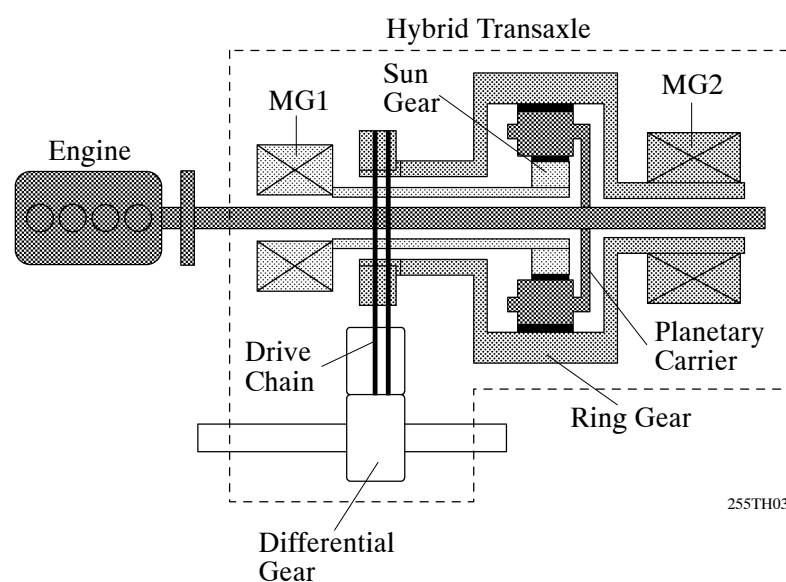 Hybrid Transaxle
Sun
Gear
MG1
MG2
Engine
Drive
Chain
Planetary
Carrier
Ring Gear
Differential
Gear
255TH03